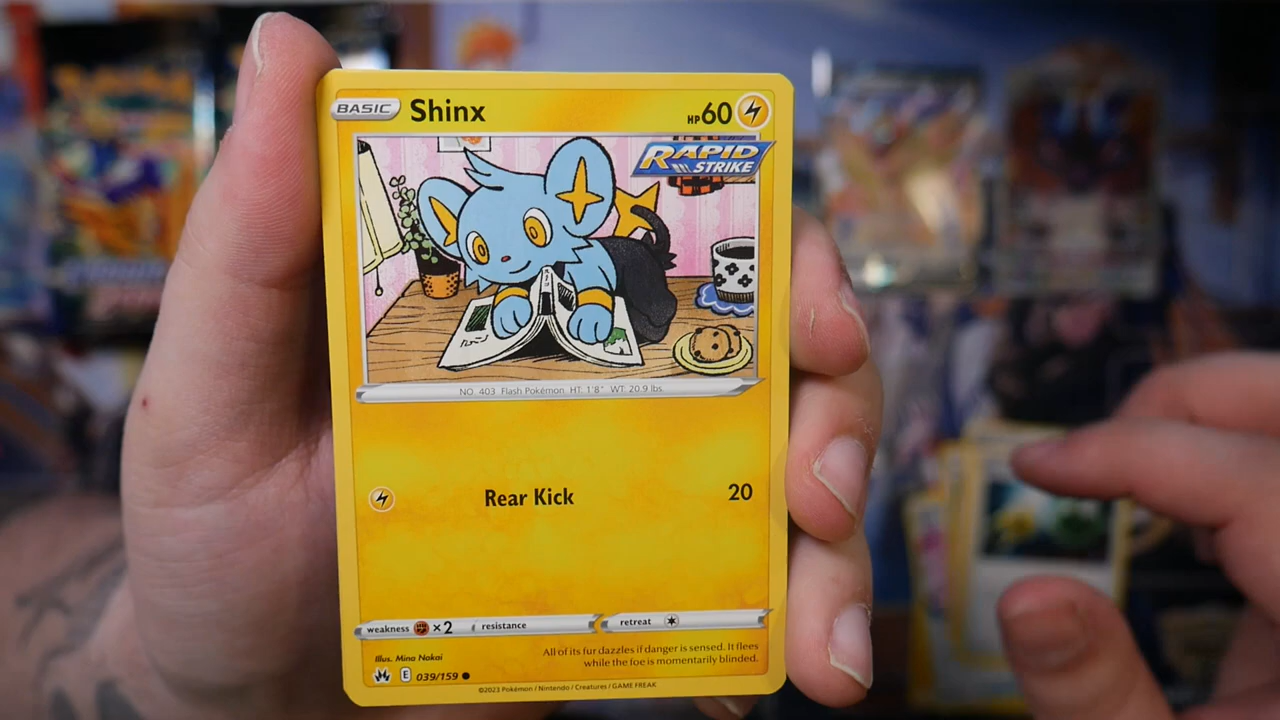 BASIC Shinx HP 60
RAPID
STRIKE
NO. 403 Flash Pokémon HT: 1'8" WT: 20.9 lbs.
Rear Kick 20
weakness ×2 resistance retreat
All of its fur dazzles if danger is sensed. It flees
while the foe is momentarily blinded.
Illus. Mina Nakai
E 039/159
©2023 Pokémon / Nintendo / Creatures / GAME FREAK